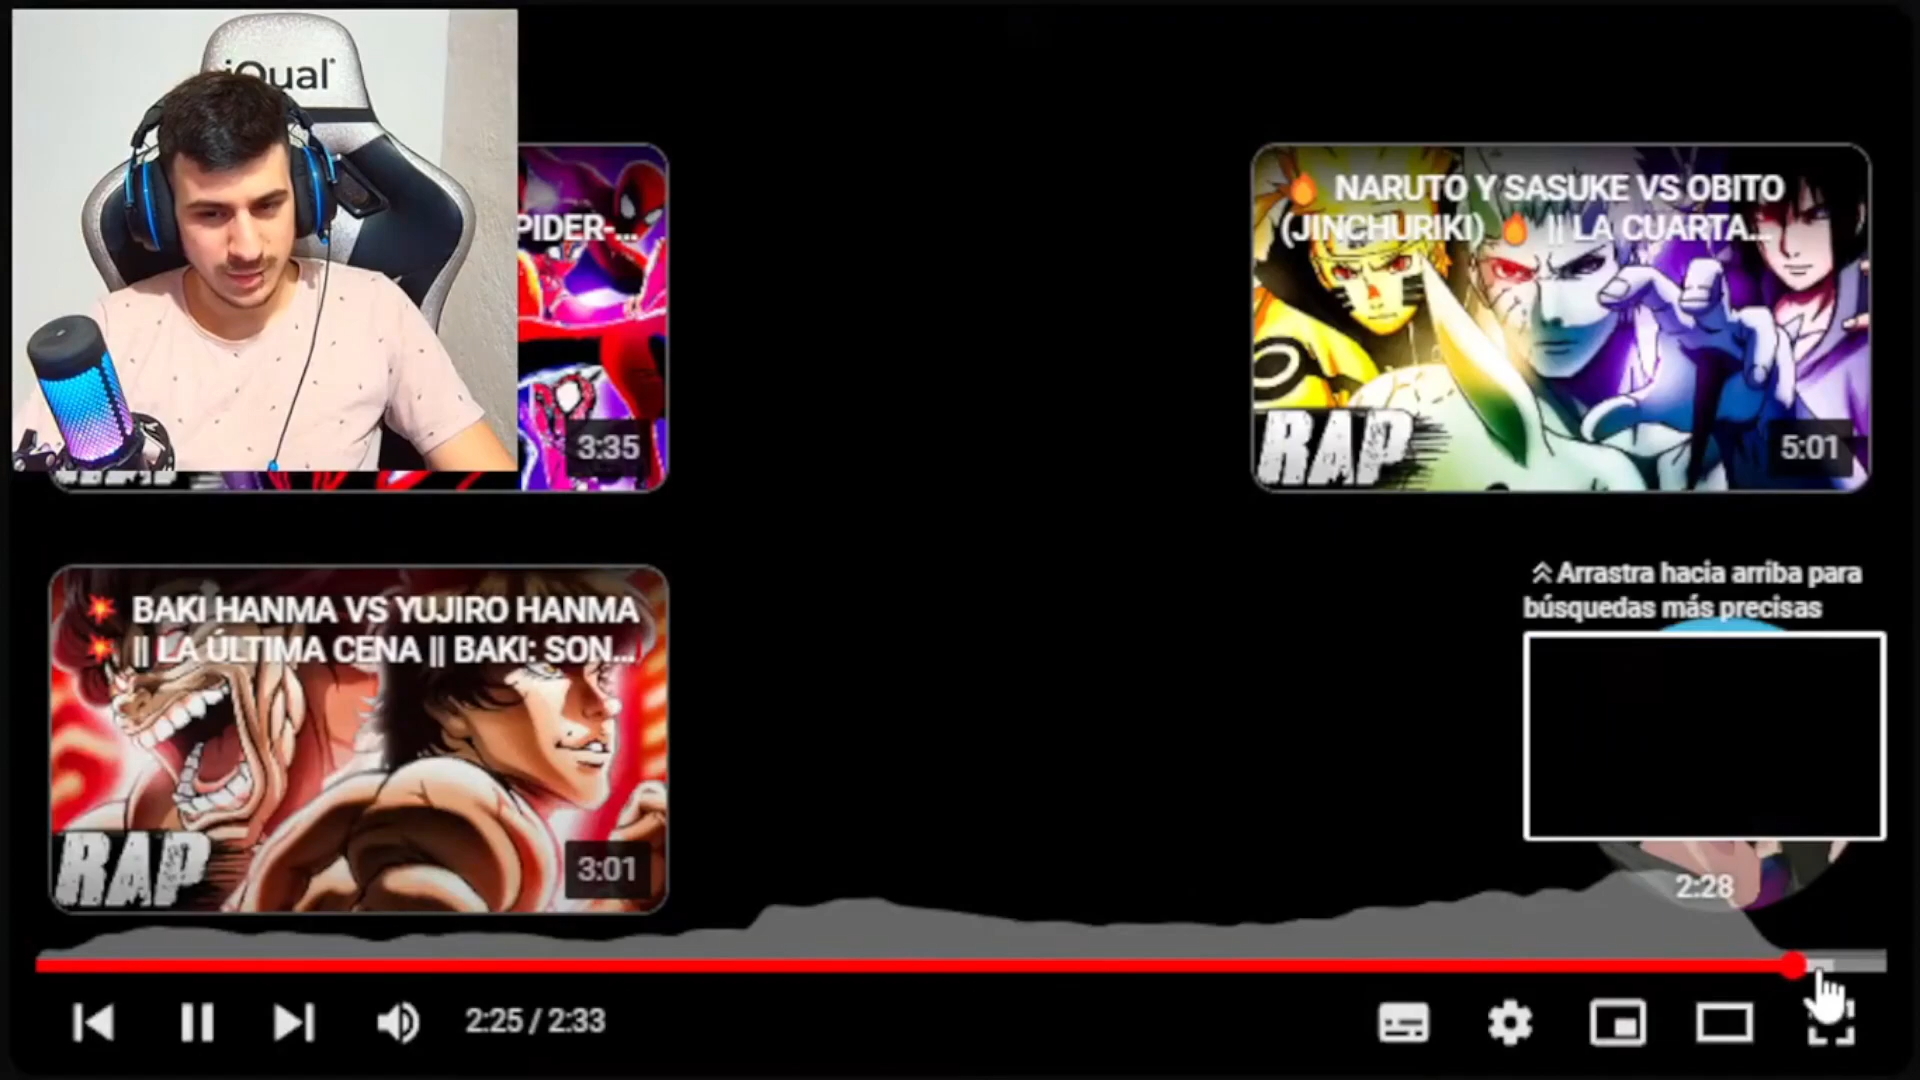 iQual
PIDER-...
3:35
🔥 NARUTO Y SASUKE VS OBITO
(JINCHURIKI) 🔥 || LA CUARTA...
RAP
5:01
💥 BAKI HANMA VS YUJIRO HANMA
💥 || LA ÚLTIMA CENA || BAKI: SON...
RAP
3:01
Arrastra hacia arriba para
búsquedas más precisas
2:28
2:25 / 2:33